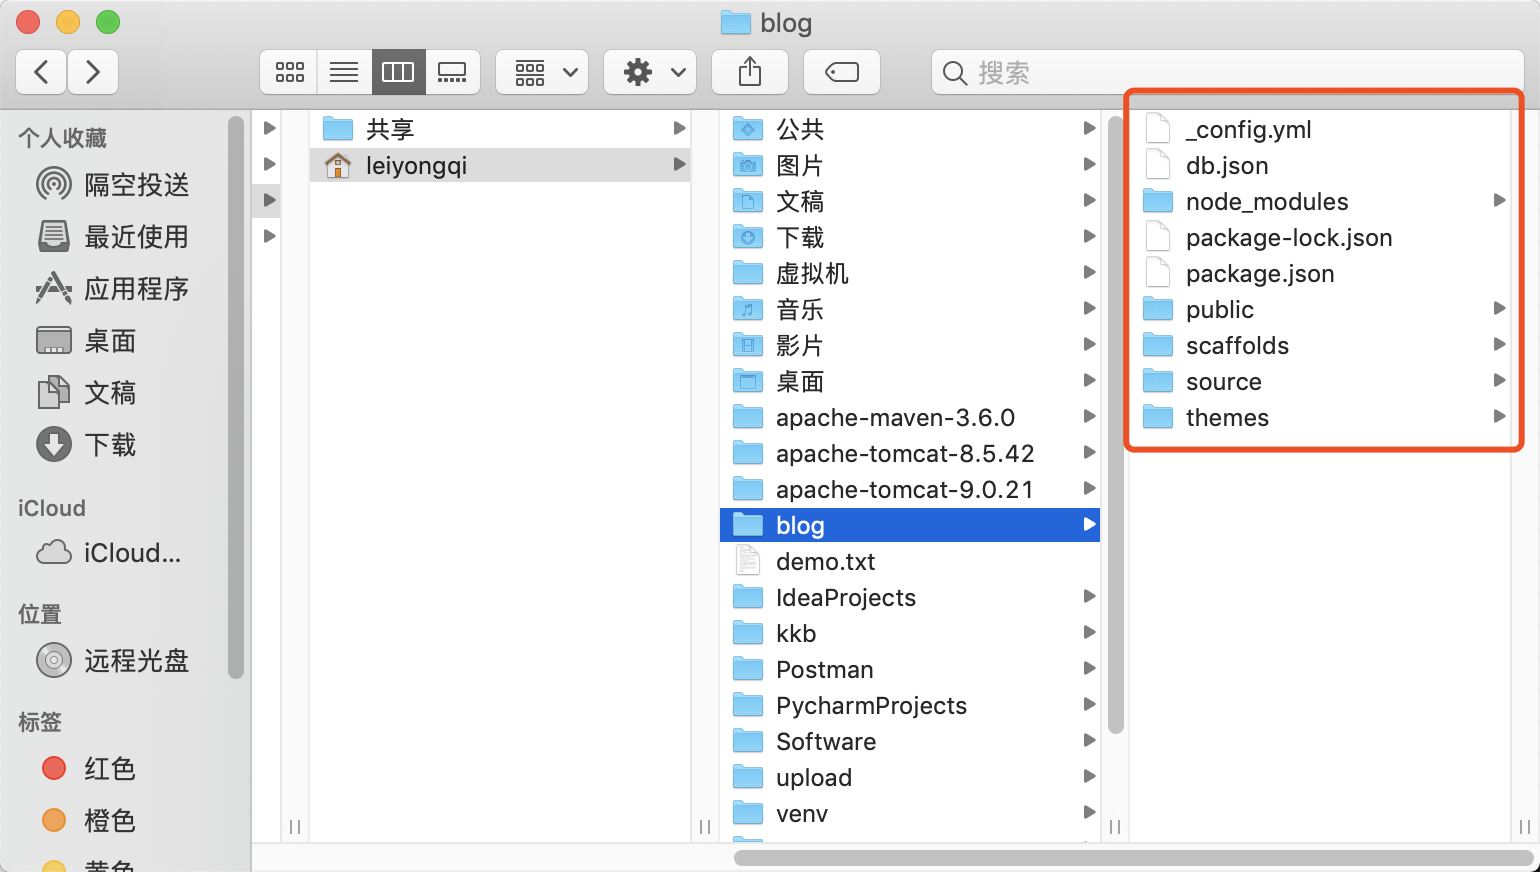 blog
搜索
个人收藏
隔空投送
最近使用
应用程序
桌面
文稿
下载
iCloud
iCloud...
位置
远程光盘
标签
红色
橙色
黄色
共享
leiyongqi
公共
图片
文稿
下载
虚拟机
音乐
影片
桌面
apache-maven-3.6.0
apache-tomcat-8.5.42
apache-tomcat-9.0.21
blog
demo.txt
IdeaProjects
kkb
Postman
PycharmProjects
Software
upload
venv
_config.yml
db.json
node_modules
package-lock.json
package.json
public
scaffolds
source
themes